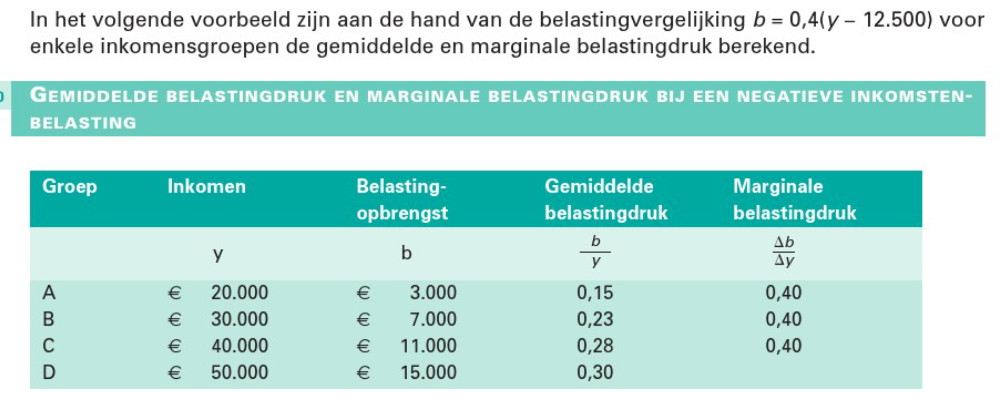 In het volgende voorbeeld zijn aan de hand van de belastingvergelijking b = 0,4(y – 12.500) voor
enkele inkomensgroepen de gemiddelde en marginale belastingdruk berekend.
GEMIDDELDE BELASTINGDRUK EN MARGINALE BELASTINGDRUK BIJ EEN NEGATIEVE INKOMSTEN-
BELASTING
Groep Inkomen Belasting- Gemiddelde Marginale
opbrengst belastingdruk belastingdruk
y b b/y Δb/Δy
A € 20.000 € 3.000 0,15 0,40
B € 30.000 € 7.000 0,23 0,40
C € 40.000 € 11.000 0,28 0,40
D € 50.000 € 15.000 0,30